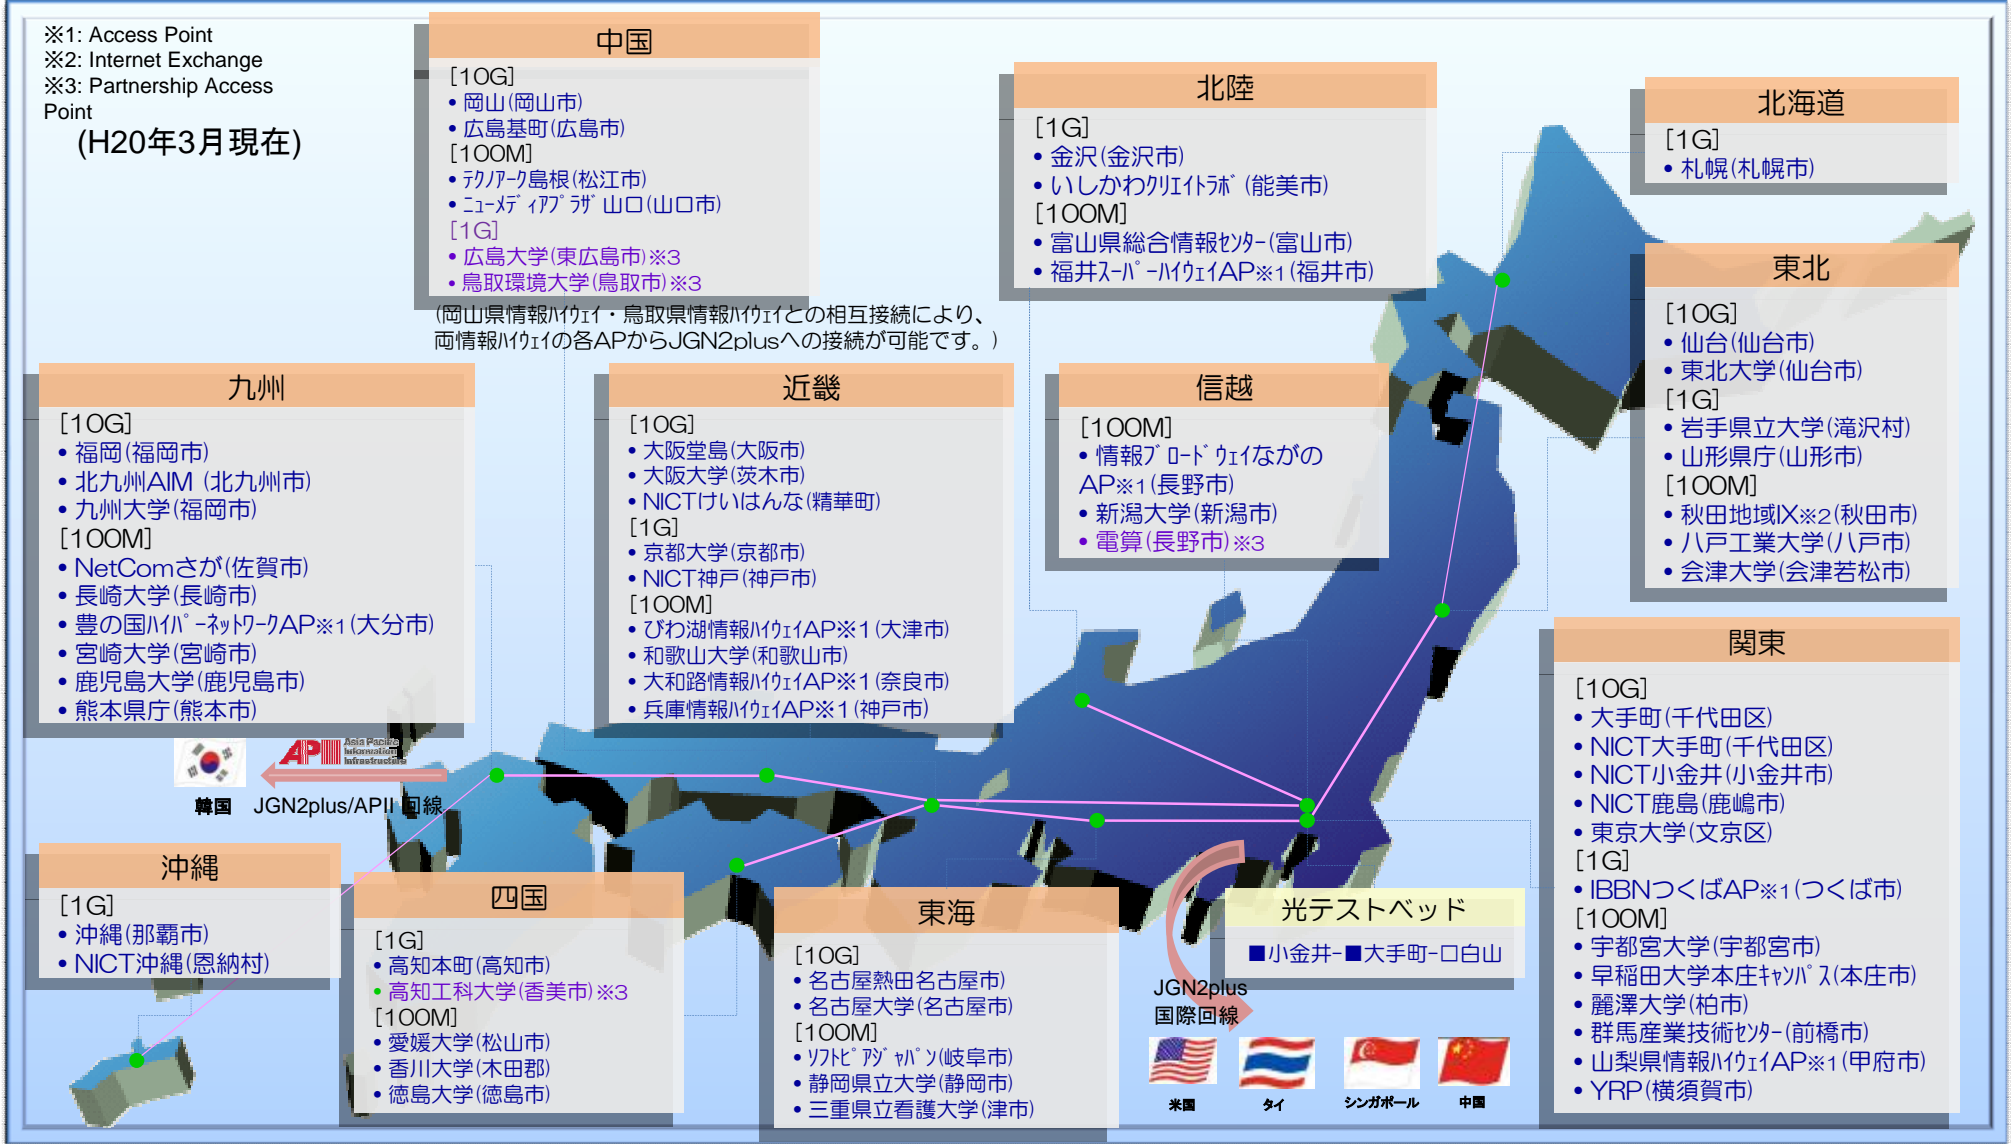 ※1: Access Point
※2: Internet Exchange
※3: Partnership Access
Point
(H20年3月現在)
中国
[10G]
• 岡山(岡山市)
• 広島基町(広島市)
[100M]
• ﾃｸﾉｱｰｸ島根(松江市)
• ﾆｭｰﾒﾃﾞｨｱﾌﾟﾗｻﾞ山口(山口市)
[1G]
• 広島大学(東広島市)※3
• 鳥取環境大学(鳥取市)※3
(岡山県情報ﾊｲｳｪｲ・鳥取県情報ﾊｲｳｪｲとの相互接続により、
両情報ﾊｲｳｪｲの各APからJGN2plusへの接続が可能です。)
北陸
[1G]
• 金沢(金沢市)
• いしかわｸﾘｴｲﾄﾗﾎﾞ(能美市)
[100M]
• 富山県総合情報ｾﾝﾀｰ(富山市)
• 福井ｽｰﾊﾟｰﾊｲｳｪｲAP※1(福井市)
北海道
[1G]
• 札幌(札幌市)
東北
[10G]
• 仙台(仙台市)
• 東北大学(仙台市)
[1G]
• 岩手県立大学(滝沢村)
• 山形県庁(山形市)
[100M]
• 秋田地域IX※2(秋田市)
• 八戸工業大学(八戸市)
• 会津大学(会津若松市)
九州
[10G]
• 福岡(福岡市)
• 北九州AIM (北九州市)
• 九州大学(福岡市)
[100M]
• NetComさが(佐賀市)
• 長崎大学(長崎市)
• 豊の国ﾊｲﾊﾟｰﾈｯﾄﾜｰｸAP※1(大分市)
• 宮崎大学(宮崎市)
• 鹿児島大学(鹿児島市)
• 熊本県庁(熊本市)
近畿
[10G]
• 大阪堂島(大阪市)
• 大阪大学(茨木市)
• NICTけいはんな(精華町)
[1G]
• 京都大学(京都市)
• NICT神戸(神戸市)
[100M]
• びわ湖情報ﾊｲｳｪｲAP※1(大津市)
• 和歌山大学(和歌山市)
• 大和路情報ﾊｲｳｪｲAP※1(奈良市)
• 兵庫情報ﾊｲｳｪｲAP※1(神戸市)
信越
[100M]
• 情報ﾌﾞﾛｰﾄﾞｳｪｲながの
AP※1(長野市)
• 新潟大学(新潟市)
• 電算(長野市)※3
関東
[10G]
• 大手町(千代田区)
• NICT大手町(千代田区)
• NICT小金井(小金井市)
• NICT鹿島(鹿嶋市)
• 東京大学(文京区)
[1G]
• IBBNつくばAP※1(つくば市)
[100M]
• 宇都宮大学(宇都宮市)
• 早稲田大学本庄ｷｬﾝﾊﾟｽ(本庄市)
• 麗澤大学(柏市)
• 群馬産業技術ｾﾝﾀｰ(前橋市)
• 山梨県情報ﾊｲｳｪｲAP※1(甲府市)
• YRP(横須賀市)
APII Asia Pacific
Information
Infrastructure
韓国
JGN2plus/APII 回線
沖縄
[1G]
• 沖縄(那覇市)
• NICT沖縄(恩納村)
四国
[1G]
• 高知本町(高知市)
• 高知工科大学(香美市)※3
[100M]
• 愛媛大学(松山市)
• 香川大学(木田郡)
• 徳島大学(徳島市)
東海
[10G]
• 名古屋熱田名古屋市)
• 名古屋大学(名古屋市)
[100M]
• ｿﾌﾄﾋﾟｱｼﾞｬﾊﾟﾝ(岐阜市)
• 静岡県立大学(静岡市)
• 三重県立看護大学(津市)
光テストベッド
■小金井-■大手町-□白山
JGN2plus
国際回線
米国
タイ
シンガポール
中国